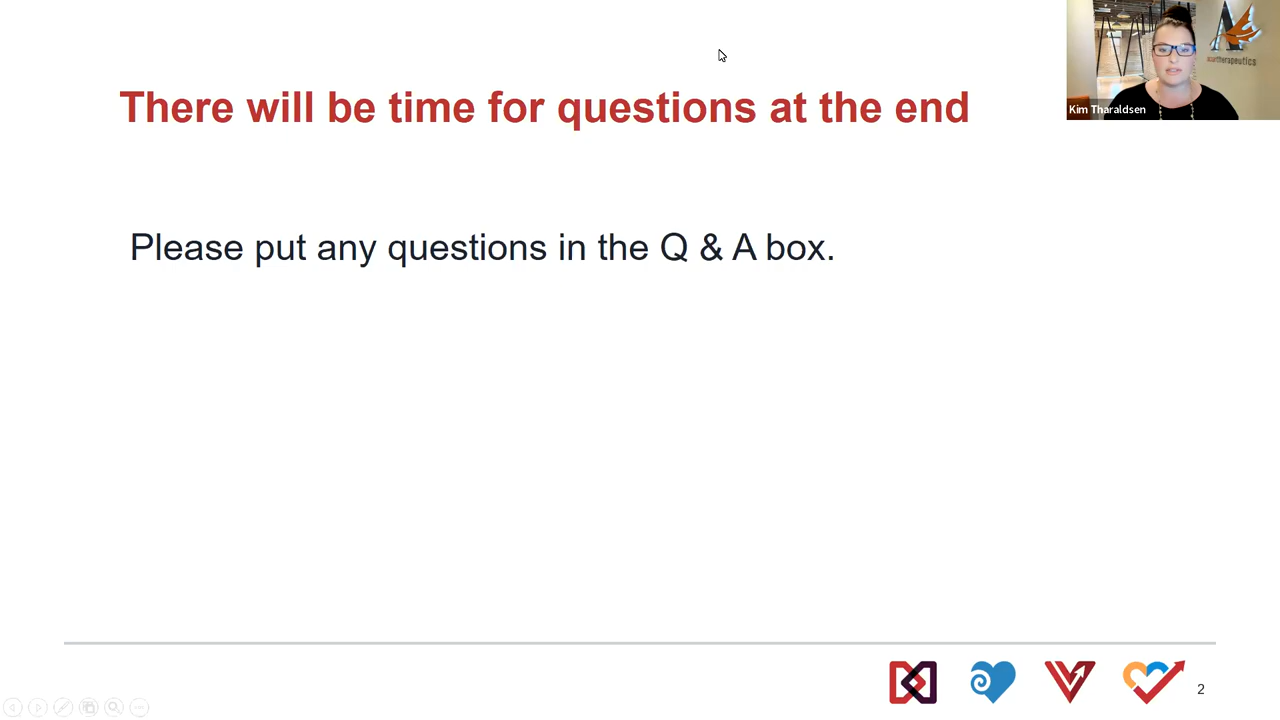 There will be time for questions at the end
Please put any questions in the Q & A box.
Kim Tharaldsen
2